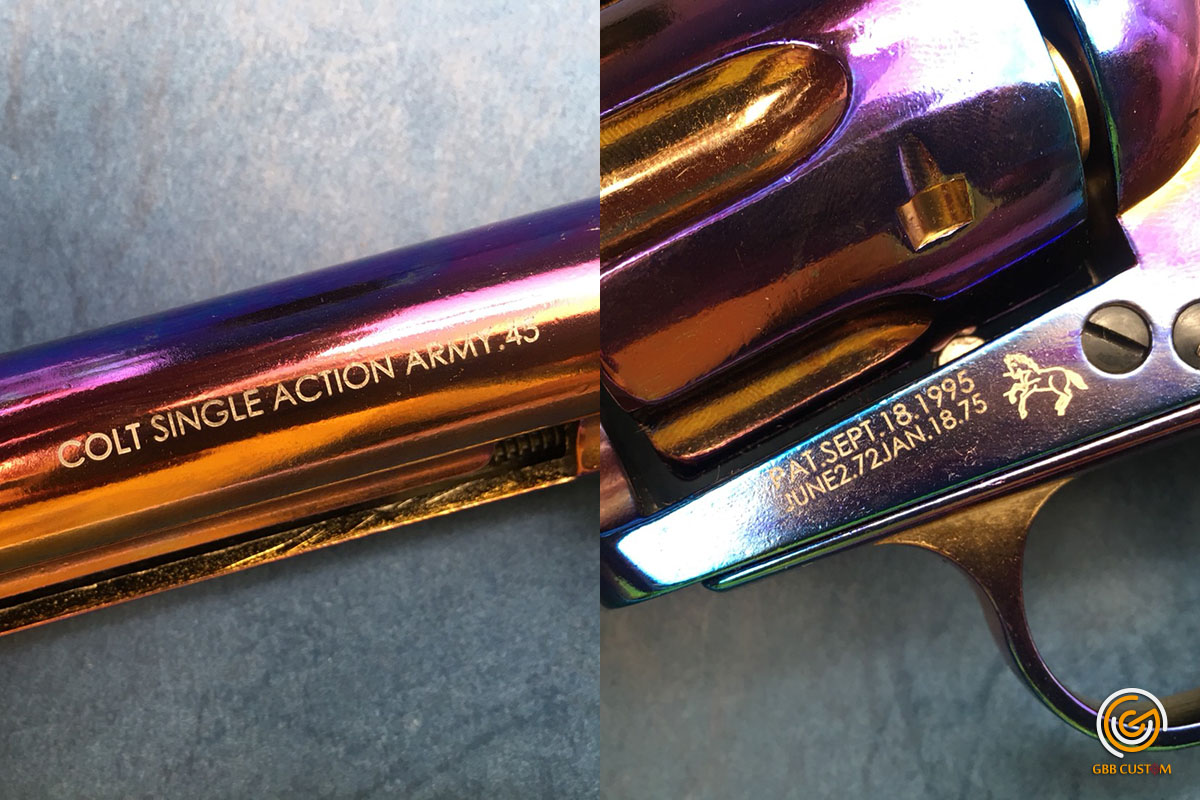 COLT SINGLE ACTION ARMY.45
PAT.SEPT.18.1995
JUNE2.72JAN.18.75
GBB CUSTOM